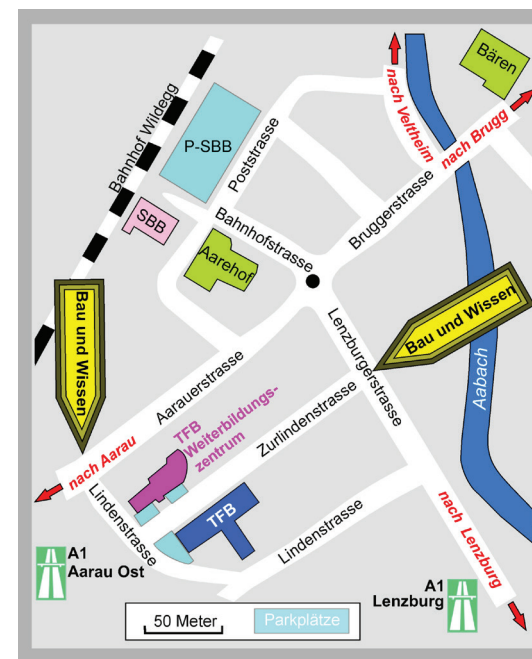 Bären
nach Veltheim
nach Brugg
Bahnhof Wildegg
P-SBB
Poststrasse
Bruggerstrasse
SBB
Bahnhofstrasse
Aarehof
Bau und Wissen
Bau und Wissen
Lenzburgerstrasse
Aabach
Aarauerstrasse
Zurlindenstrasse
TFB
Weiterbildungs-
zentrum
nach Aarau
Lindenstrasse
TFB
Lindenstrasse
nach Lenzburg
A1
Aarau Ost
A1
Lenzburg
50 Meter
Parkplätze